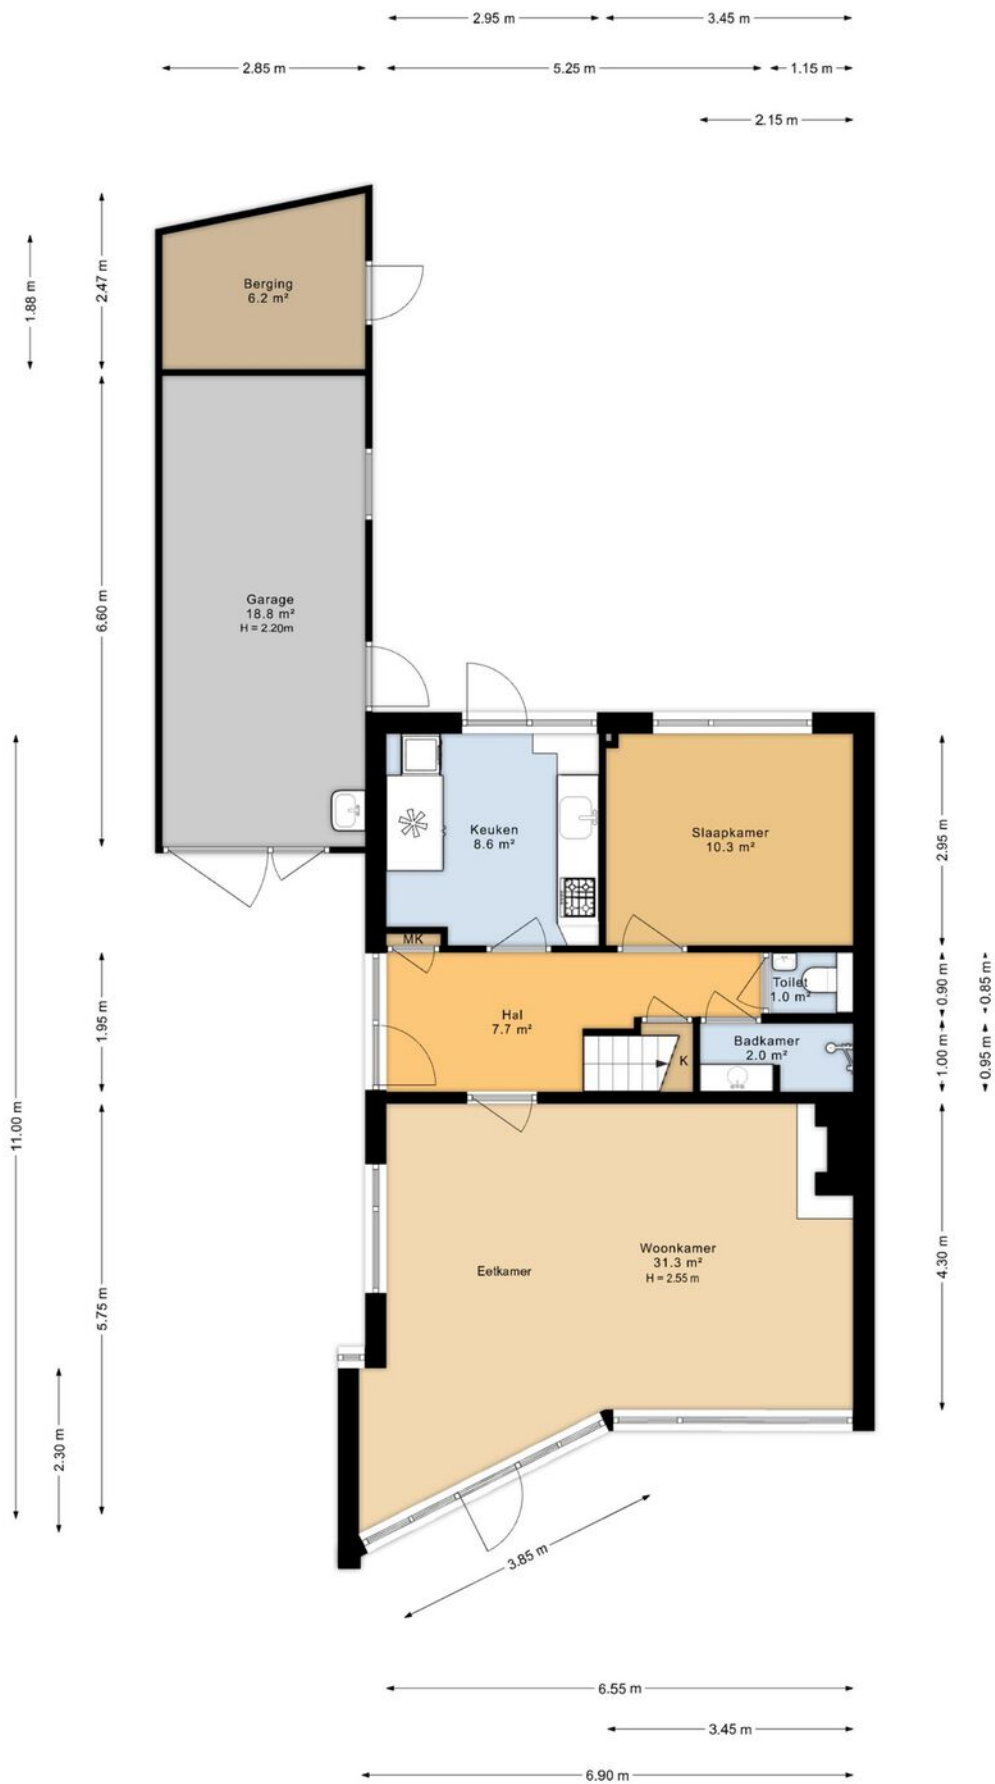 2.95 m
3.45 m
2.85 m
5.25 m
1.15 m
2.15 m
1.88 m
2.47 m
Berging
6.2 m²
6.60 m
Garage
18.8 m²
H = 2.20m
Keuken
8.6 m²
Slaapkamer
10.3 m²
2.95 m
MK
11.00 m
1.95 m
Hal
7.7 m²
Toilet
1.0 m²
0.90 m
0.85 m
Badkamer
2.0 m²
K
1.00 m
0.95 m
5.75 m
2.30 m
Eetkamer
Woonkamer
31.3 m²
H = 2.55 m
4.30 m
3.85 m
6.55 m
3.45 m
6.90 m